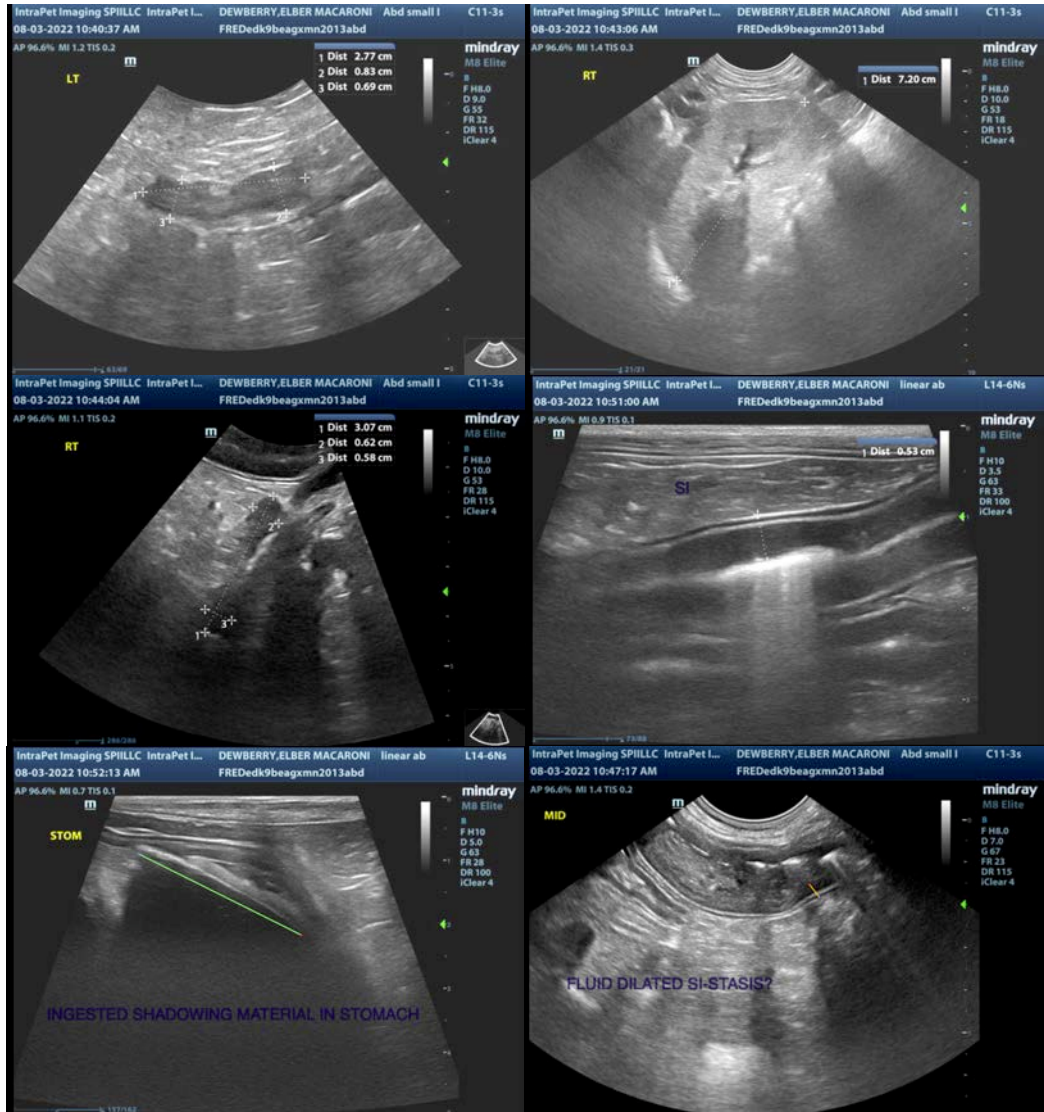 IntraPet Imaging SPIILLC IntraPet I... DEWBERRY,ELBER MACARONI Abd small I C11-3s
08-03-2022 10:40:37 AM FREDedk9beagxmn2013abd
AP 96.6% MI 1.2 TIS 0.2
mindray
M8 Elite
m
LT
1 Dist 2.77 cm
2 Dist 0.83 cm
3 Dist 0.69 cm
B
F H8.0
D 9.0
G 55
FR 32
DR 115
iClear 4
1
2
3
63/69
IntraPet Imaging SPIILLC IntraPet I... DEWBERRY,ELBER MACARONI Abd small I C11-3s
08-03-2022 10:43:06 AM FREDedk9beagxmn2013abd
AP 96.6% MI 1.4 TIS 0.3
mindray
M8 Elite
m
RT
1 Dist 7.20 cm
B
F H8.0
D 10.0
G 53
FR 18
DR 115
iClear 4
1
21/21
IntraPet Imaging SPIILLC IntraPet I... DEWBERRY,ELBER MACARONI Abd small I C11-3s
08-03-2022 10:44:04 AM FREDedk9beagxmn2013abd
AP 96.6% MI 1.1 TIS 0.2
mindray
M8 Elite
m
RT
1 Dist 3.07 cm
2 Dist 0.62 cm
3 Dist 0.58 cm
B
F H8.0
D 10.0
G 53
FR 28
DR 115
iClear 4
2
3
1
286/286
IntraPet Imaging SPIILLC IntraPet I... DEWBERRY,ELBER MACARONI linear ab L14-6Ns
08-03-2022 10:51:00 AM FREDedk9beagxmn2013abd
AP 96.6% MI 0.9 TIS 0.1
mindray
M8 Elite
m
1 Dist 0.53 cm
SI
B
F H10
D 3.5
G 63
FR 33
DR 100
iClear 4
73/88
IntraPet Imaging SPIILLC IntraPet I... DEWBERRY,ELBER MACARONI linear ab L14-6Ns
08-03-2022 10:52:13 AM FREDedk9beagxmn2013abd
AP 96.6% MI 0.7 TIS 0.1
mindray
M8 Elite
m
STOM
B
F H10
D 5.0
G 63
FR 28
DR 100
iClear 4
INGESTED SHADOWING MATERIAL IN STOMACH
IntraPet Imaging SPIILLC IntraPet I... DEWBERRY,ELBER MACARONI Abd small I C11-3s
08-03-2022 10:47:17 AM FREDedk9beagxmn2013abd
AP 96.6% MI 1.4 TIS 0.2
mindray
M8 Elite
m
MID
B
F H8.0
D 7.0
G 67
FR 23
DR 115
iClear 4
FLUID DILATED SI-STASIS?